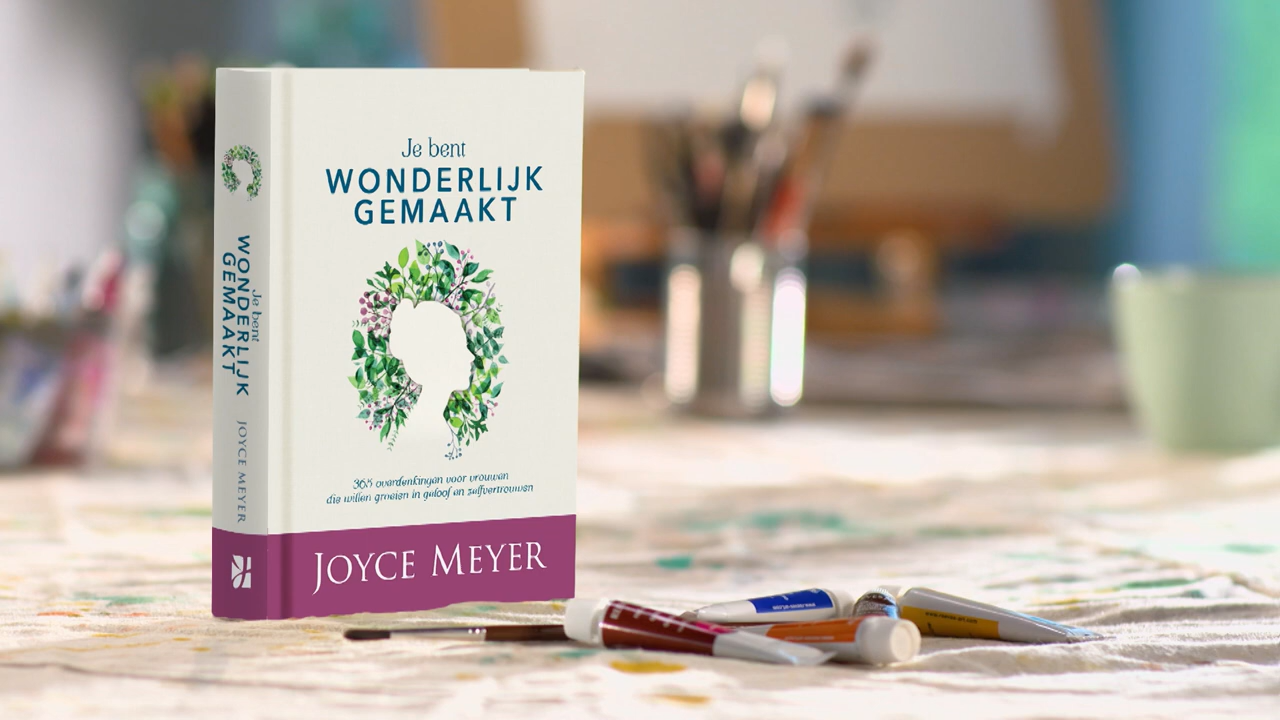 Je bent
WONDERLIJK
GEMAAKT
365 overdenkingen voor vrouwen
die willen groeien in geloof en zelfvertrouwen
JOYCE MEYER
Je bent
WONDERLIJK
GEMAAKT
JOYCE MEYER